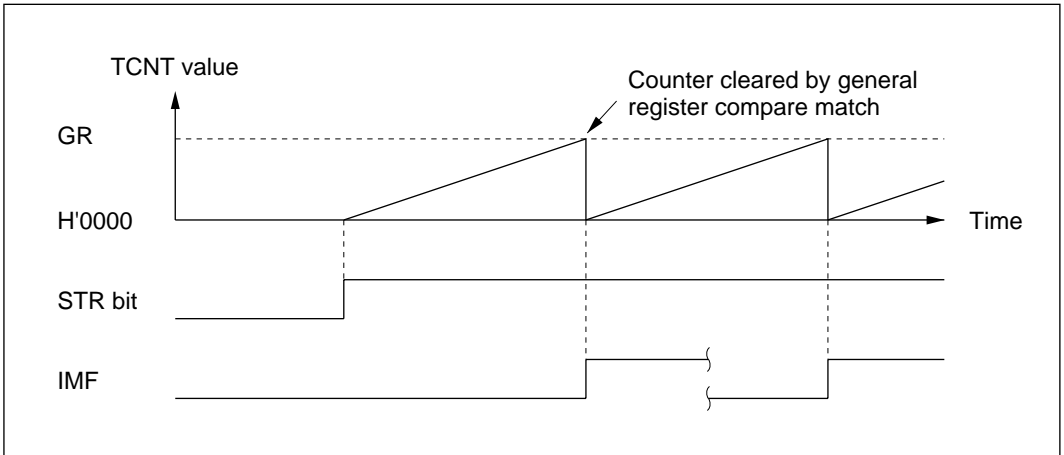 TCNT value
Counter cleared by general
register compare match
GR
H'0000
Time
STR bit
IMF